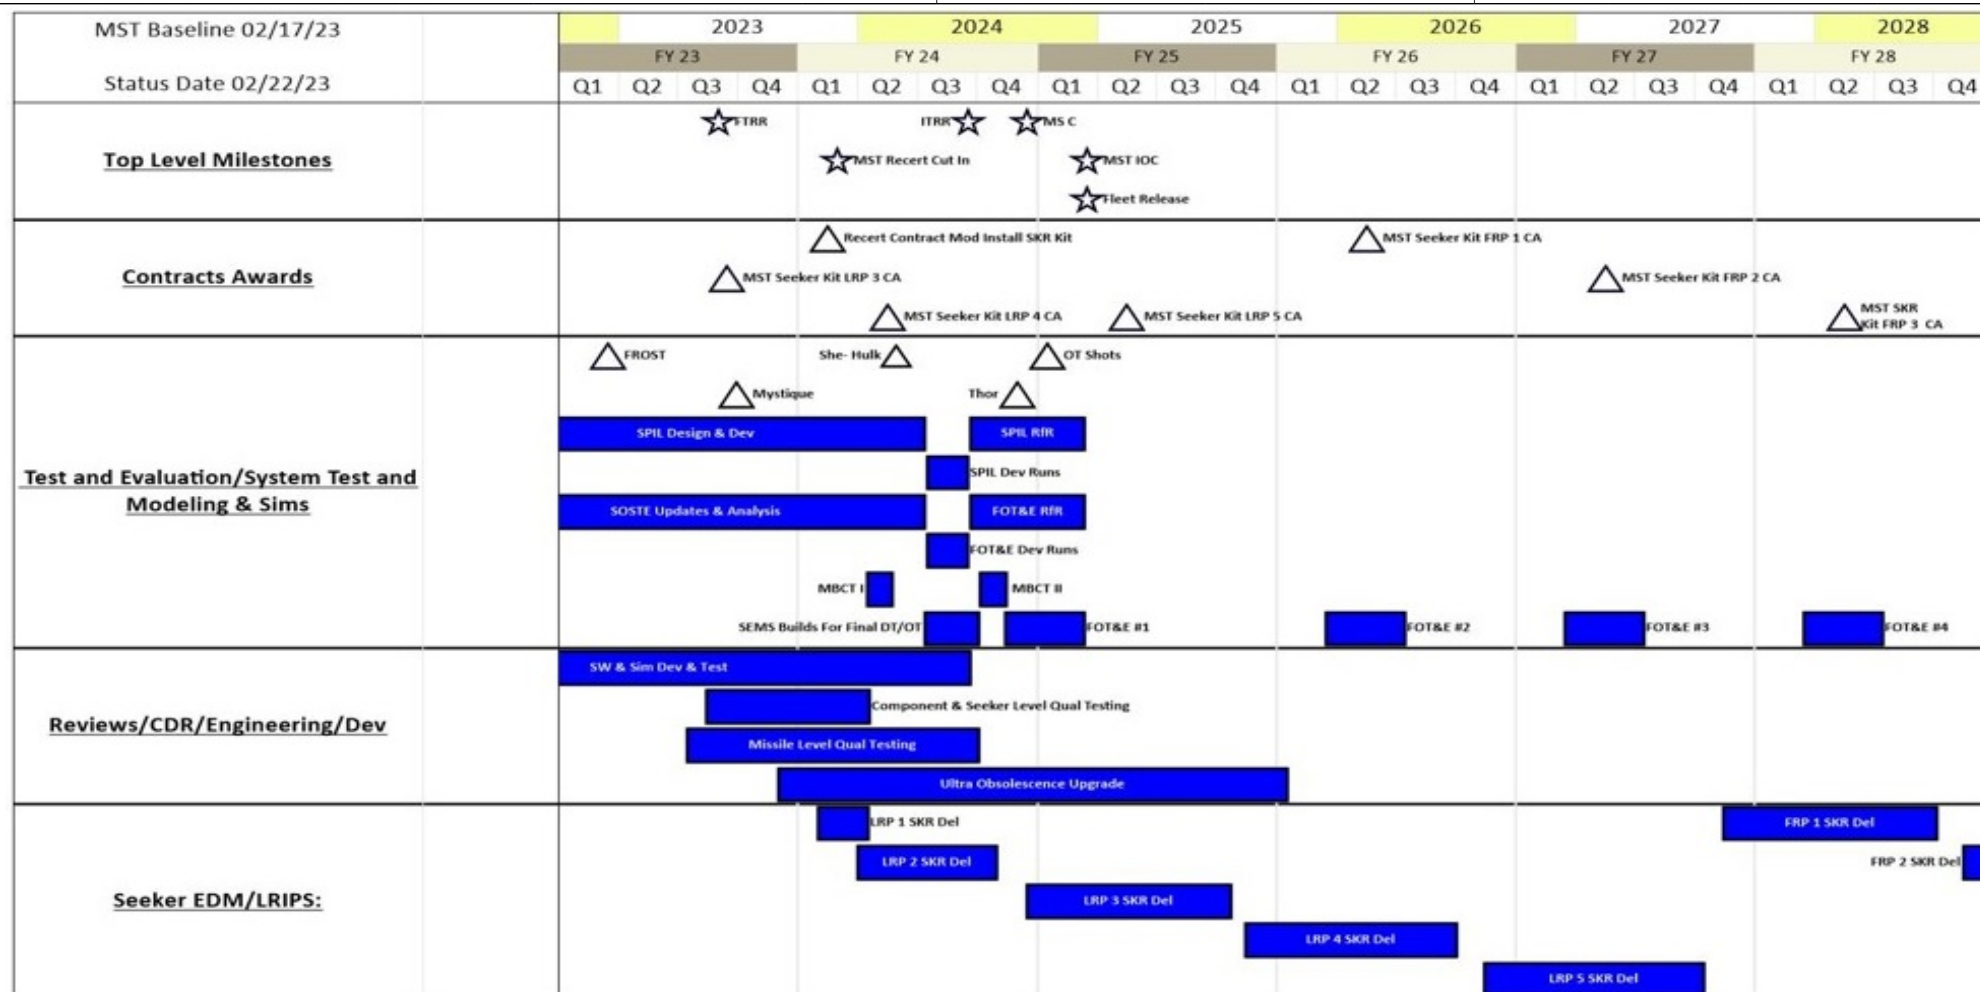 MST Baseline 02/17/23
2023 2024 2025 2026 2027 2028
FY 23 FY 24 FY 25 FY 26 FY 27 FY 28
Status Date 02/22/23
Q1 Q2 Q3 Q4 Q1 Q2 Q3 Q4 Q1 Q2 Q3 Q4 Q1 Q2 Q3 Q4 Q1 Q2 Q3 Q4 Q1 Q2 Q3 Q4
Top Level Milestones
FTRR ITRR MS C
MST Recert Cut In MST IOC
Fleet Release
Contracts Awards
Recert Contract Mod Install SKR Kit MST Seeker Kit FRP 1 CA
MST Seeker Kit LRP 3 CA MST Seeker Kit FRP 2 CA
MST Seeker Kit LRP 4 CA MST Seeker Kit LRP 5 CA MST SKR
Kit FRP 3 CA
Test and Evaluation/System Test and
Modeling & Sims
FROST She- Hulk OT Shots
Mystique Thor
SPIL Design & Dev SPIL RfR
SPIL Dev Runs
SOSTE Updates & Analysis FOT&E RfR
FOT&E Dev Runs
MBCT I MBCT II
SEMS Builds For Final DT/OT FOT&E #1 FOT&E #2 FOT&E #3 FOT&E #4
Reviews/CDR/Engineering/Dev
SW & Sim Dev & Test
Component & Seeker Level Qual Testing
Missile Level Qual Testing
Ultra Obsolescence Upgrade
Seeker EDM/LRIPS:
LRP 1 SKR Del FRP 1 SKR Del
LRP 2 SKR Del FRP 2 SKR Del
LRP 3 SKR Del
LRP 4 SKR Del
LRP 5 SKR Del